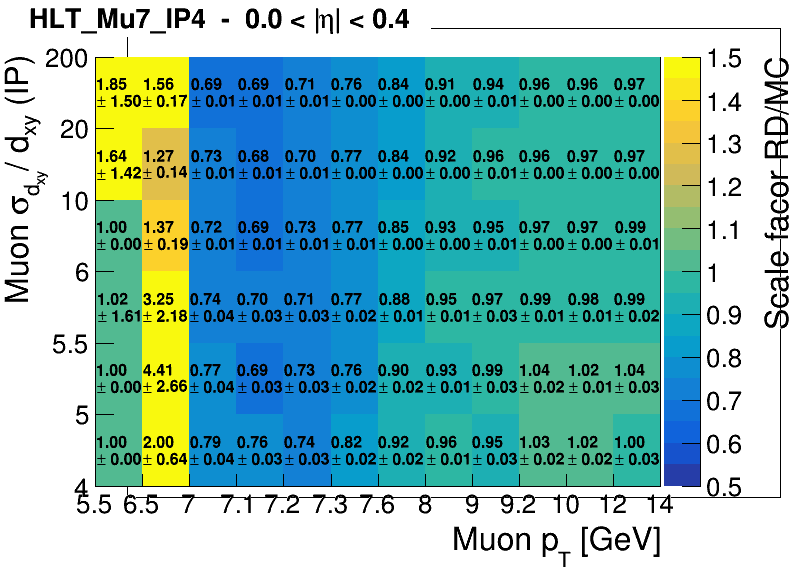 HLT_Mu7_IP4 - 0.0 < |η| < 0.4
Muon σdxy / dxy (IP)
200
20
10
6
5.5
5
4
1.85 1.56 0.69 0.69 0.71 0.76 0.84 0.91 0.94 0.96 0.96 0.97
± 1.50 ± 0.17 ± 0.01 ± 0.01 ± 0.01 ± 0.00 ± 0.00 ± 0.00 ± 0.00 ± 0.00 ± 0.00 ± 0.00
1.64 1.27 0.73 0.68 0.70 0.77 0.84 0.92 0.96 0.96 0.97 0.97
± 1.42 ± 0.14 ± 0.01 ± 0.01 ± 0.01 ± 0.00 ± 0.00 ± 0.00 ± 0.00 ± 0.00 ± 0.00 ± 0.00
1.00 1.37 0.72 0.69 0.73 0.77 0.85 0.93 0.95 0.97 0.97 0.99
± 0.00 ± 0.19 ± 0.01 ± 0.01 ± 0.01 ± 0.01 ± 0.00 ± 0.00 ± 0.01 ± 0.00 ± 0.00 ± 0.01
1.02 3.25 0.74 0.70 0.71 0.77 0.88 0.95 0.97 0.99 0.98 0.99
± 1.61 ± 2.18 ± 0.04 ± 0.03 ± 0.03 ± 0.02 ± 0.01 ± 0.01 ± 0.03 ± 0.01 ± 0.01 ± 0.02
1.00 4.41 0.77 0.69 0.73 0.76 0.90 0.93 0.99 1.04 1.02 1.04
± 0.00 ± 2.66 ± 0.04 ± 0.03 ± 0.03 ± 0.02 ± 0.02 ± 0.01 ± 0.03 ± 0.02 ± 0.01 ± 0.03
1.00 2.00 0.79 0.76 0.74 0.82 0.92 0.96 0.95 1.03 1.02 1.00
± 0.00 ± 0.64 ± 0.04 ± 0.03 ± 0.03 ± 0.02 ± 0.02 ± 0.01 ± 0.03 ± 0.02 ± 0.02 ± 0.03
5.5 6.5 7 7.1 7.2 7.3 7.6 8 9 9.2 10 12 14
Muon pT [GeV]
1.5
1.4
1.3
1.2
1.1
1
0.9
0.8
0.7
0.6
0.5
Scale facor RD/MC